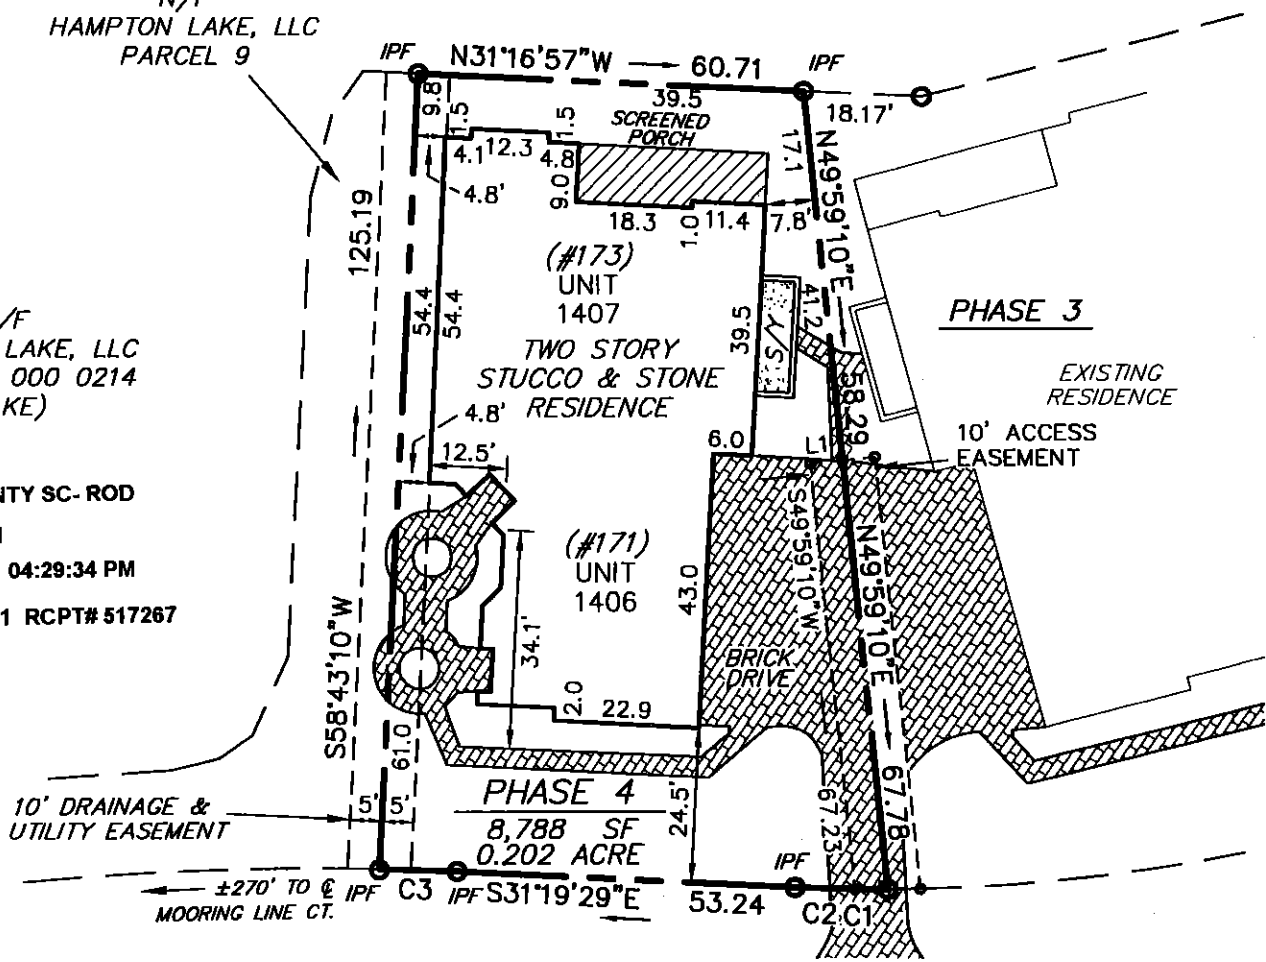 N/F
HAMPTON LAKE, LLC
PARCEL 9
IPF
N31°16'57"W
60.71
IPF
18.17'
39.5
SCREENED
PORCH
9.8
1.5
4.1
12.3
1.5
4.8
4.8'
9.0
18.3
1.0
11.4
7.8'
17.1
N49°59'10"E
41.2
58.29
125.19
54.4
54.4
(#173)
UNIT
1407
TWO STORY
STUCCO & STONE
RESIDENCE
39.5
S/Y
PHASE 3
EXISTING
RESIDENCE
10' ACCESS
EASEMENT
/F
LAKE, LLC
000 0214
KE)
NTY SC- ROD
04:29:34 PM
1 RCPT# 517267
4.8'
12.5'
6.0
L1
S49°59'10"W
N49°59'10"E
(#171)
UNIT
1406
43.0
34.1'
BRICK
DRIVE
S58°43'10"W
61.0
2.0
22.9
67.23
67.78
24.5'
10' DRAINAGE &
UTILITY EASEMENT
5'
5'
PHASE 4
8,788 SF
0.202 ACRE
±270' TO ℄
MOORING LINE CT.
IPF
C3
IPF
S31°19'29"E
53.24
IPF
C2
C1